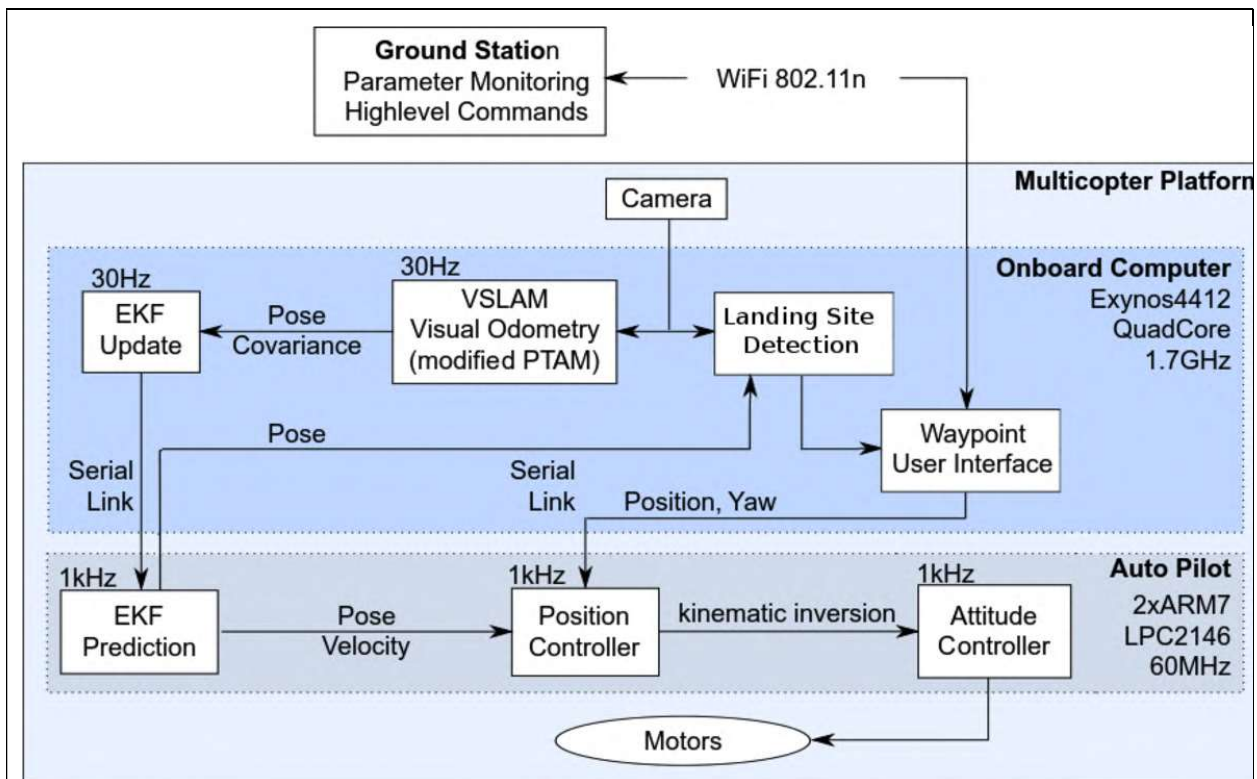 Ground Station
Parameter Monitoring
Highlevel Commands
WiFi 802.11n
Multicopter Platform
Camera
Onboard Computer
Exynos4412
QuadCore
1.7GHz
30Hz
EKF
Update
Pose
Covariance
30Hz
VSLAM
Visual Odometry
(modified PTAM)
Landing Site
Detection
Waypoint
User Interface
Pose
Serial
Link
Serial
Link
Position, Yaw
Auto Pilot
2xARM7
LPC2146
60MHz
1kHz
EKF
Prediction
Pose
Velocity
1kHz
Position
Controller
kinematic inversion
1kHz
Attitude
Controller
Motors